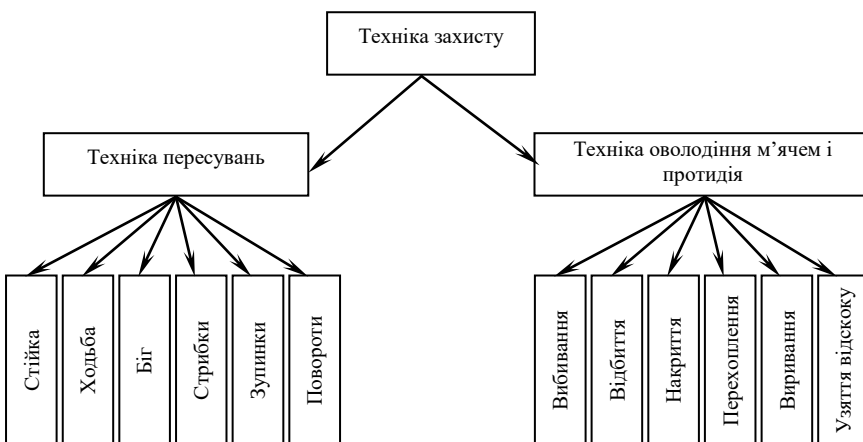 Техніка захисту
Техніка пересувань
Техніка оволодіння м’ячем і
протидія
Стійка
Ходьба
Біг
Стрибки
Зупинки
Повороти
Вибивання
Відбиття
Накриття
Перехоплення
Виривання
Узяття відскоку